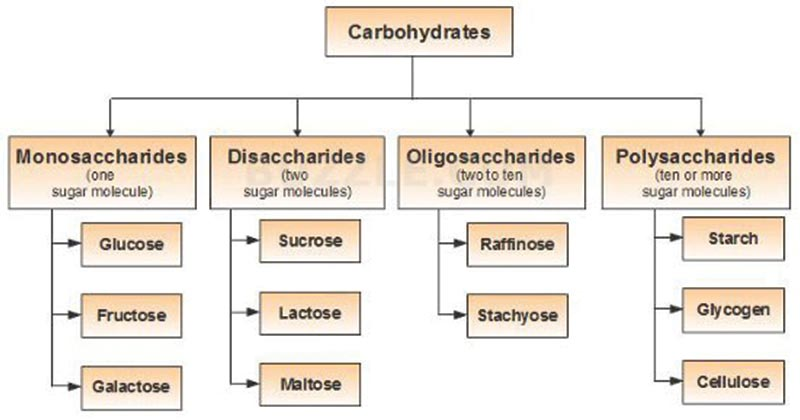 Carbohydrates
Monosaccharides
(one
sugar molecule)
Disaccharides
(two
sugar molecules)
Oligosaccharides
(two to ten
sugar molecules)
Polysaccharides
(ten or more
sugar molecules)
Glucose
Fructose
Galactose
Sucrose
Lactose
Maltose
Raffinose
Stachyose
Starch
Glycogen
Cellulose